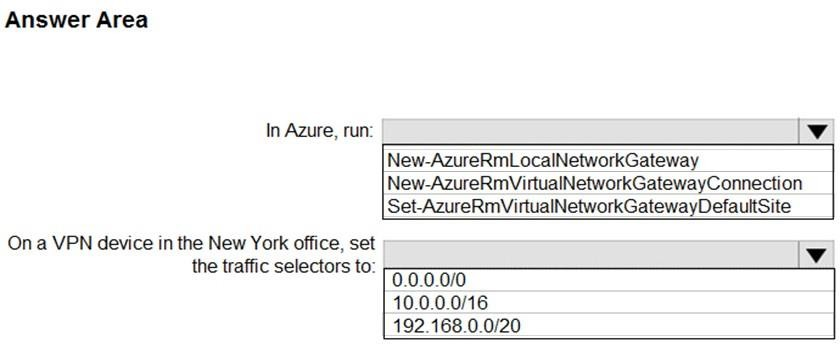 Answer Area
In Azure, run:
New-AzureRmLocalNetworkGateway
New-AzureRmVirtualNetworkGatewayConnection
Set-AzureRmVirtualNetworkGatewayDefaultSite
On a VPN device in the New York office, set
the traffic selectors to:
0.0.0.0/0
10.0.0.0/16
192.168.0.0/20